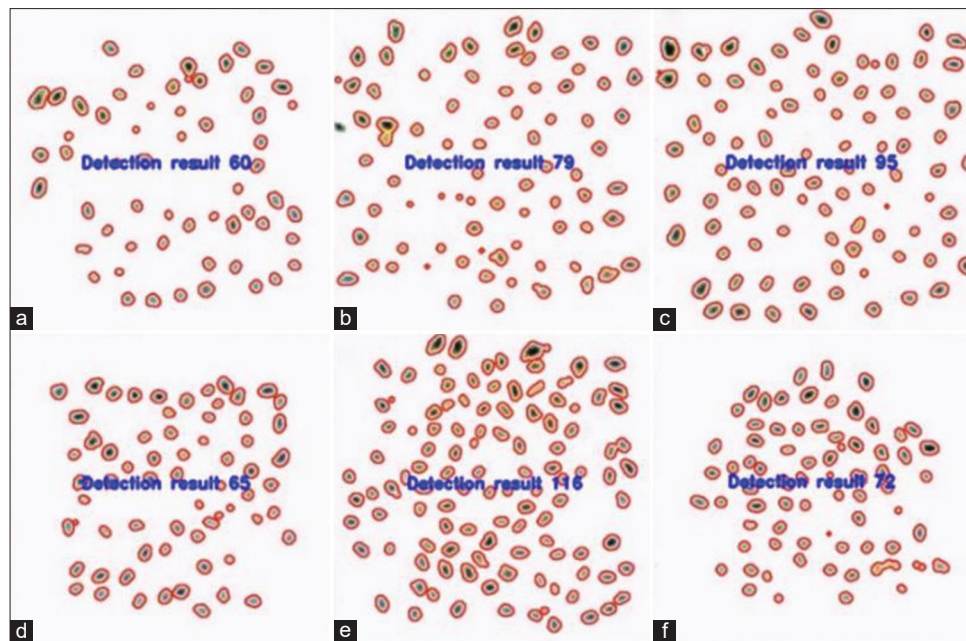 Detection result 60
a
Detection result 79
b
Detection result 95
c
Detection result 65
d
Detection result 116
e
Detection result 72
f